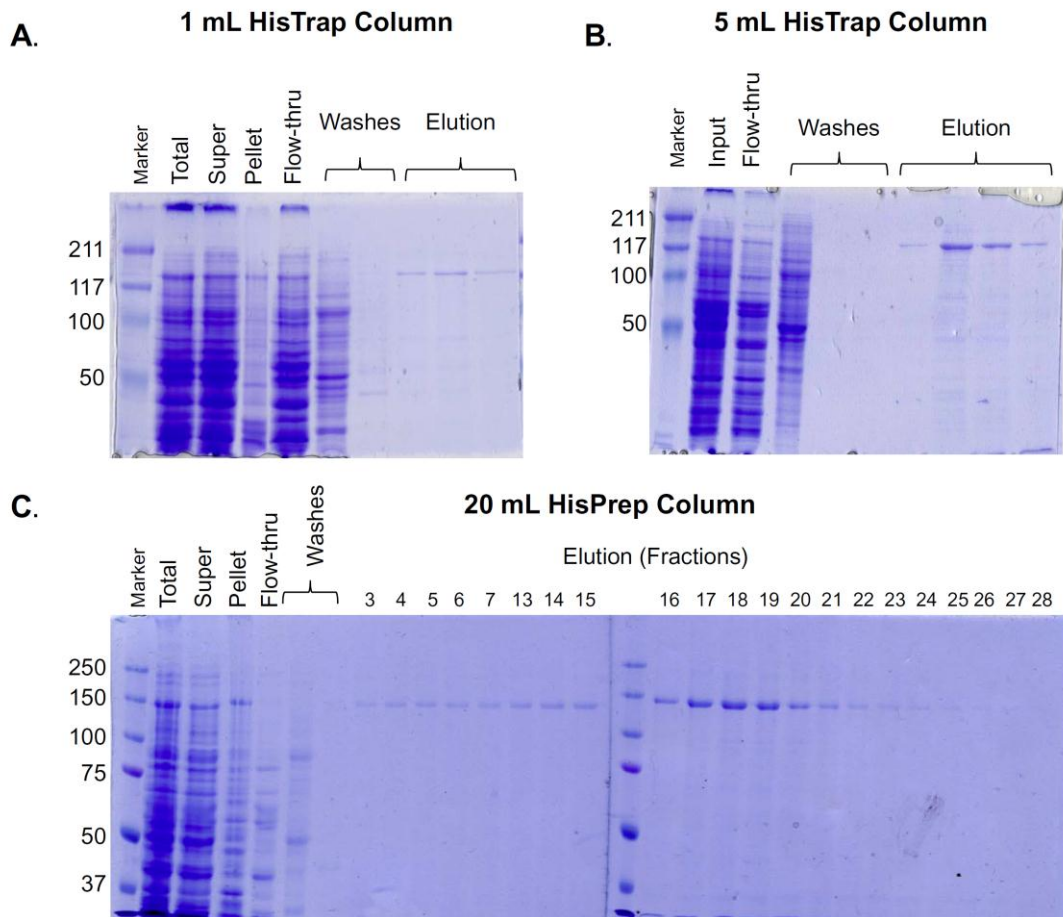 A.
1 mL HisTrap Column
Marker
Total
Super
Pellet
Flow-thru
Washes
Elution
211
117
100
50
B.
5 mL HisTrap Column
Marker
Input
Flow-thru
Washes
Elution
211
117
100
50
C.
20 mL HisPrep Column
Marker
Total
Super
Pellet
Flow-thru
Washes
Elution (Fractions)
3 4 5 6 7 13 14 15 16 17 18 19 20 21 22 23 24 25 26 27 28
250
150
100
75
50
37